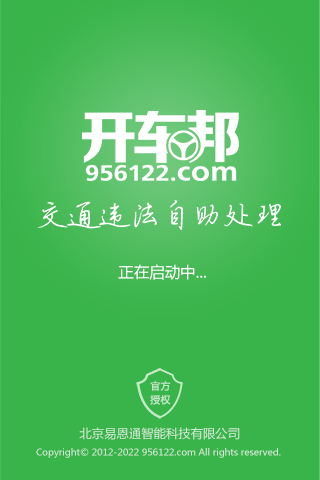 开车邦
956122.com
交通违法自助处理
正在启动中...
官方
授权
北京易恩通智能科技有限公司
Copyright© 2012-2022 956122.com All rights reserved.